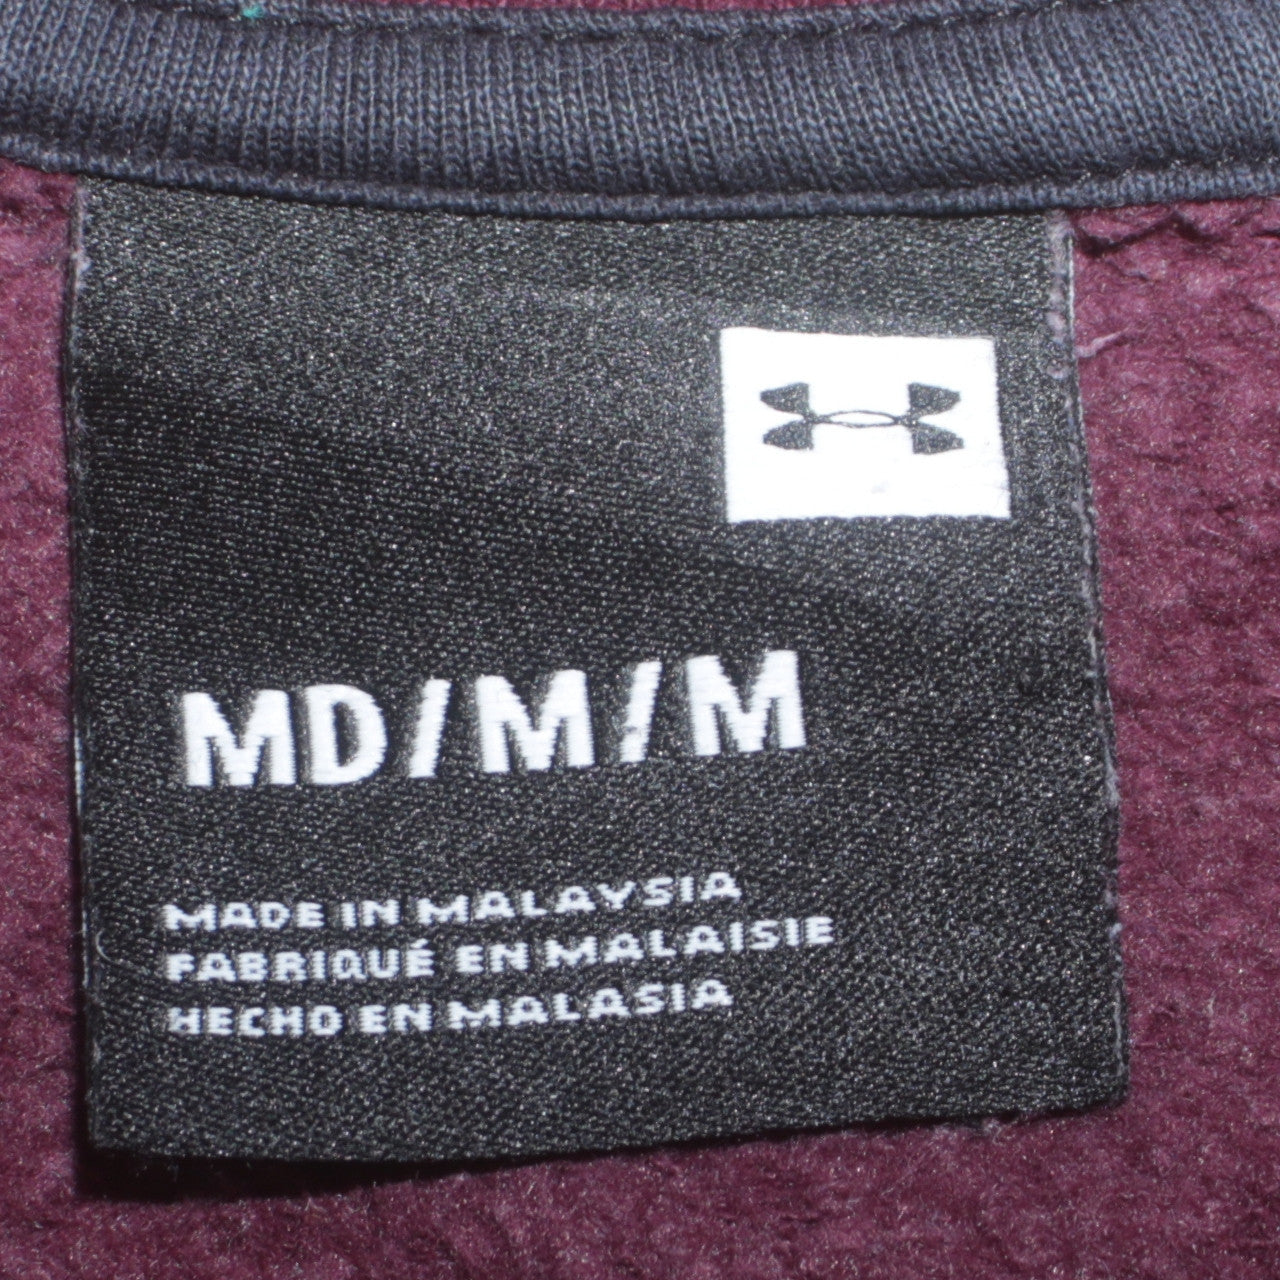 MD/M/M
MADE IN MALAYSIA
FABRIQUÉ EN MALAISIE
HECHO EN MALASIA